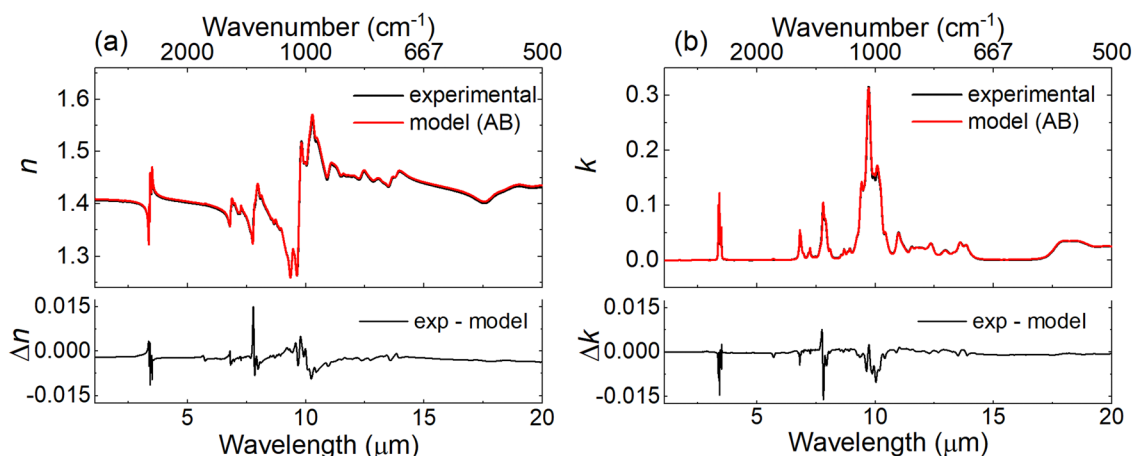 Wavenumber (cm⁻¹)
(a) 2000 1000 667 500
1.6
1.5
1.4
1.3
n
experimental
model (AB)
0.015
0.000
-0.015
Δn
exp - model
5 10 15 20
Wavelength (μm)
Wavenumber (cm⁻¹)
(b) 2000 1000 667 500
0.3
0.2
0.1
0.0
k
experimental
model (AB)
0.015
0.000
-0.015
Δk
exp - model
5 10 15 20
Wavelength (μm)